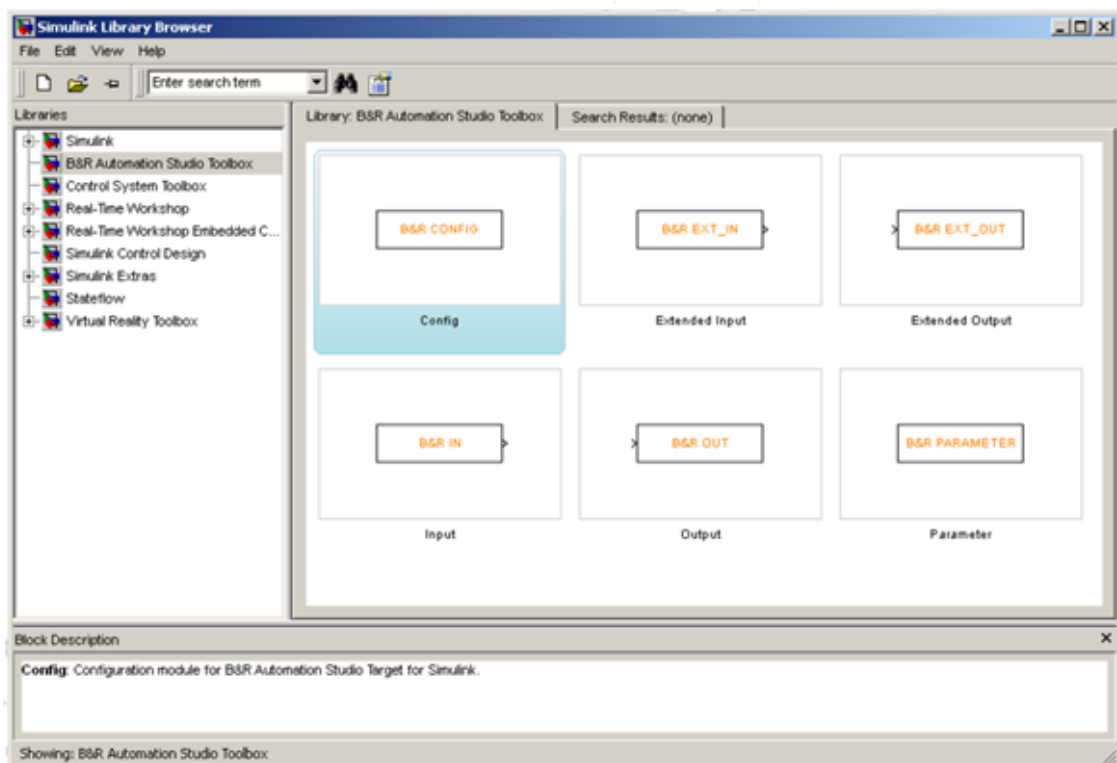 Simulink Library Browser
File Edit View Help
Enter search term
Libraries
Simulink
B&R Automation Studio Toolbox
Control System Toolbox
Real-Time Workshop
Real-Time Workshop Embedded C...
Simulink Control Design
Simulink Extras
Stateflow
Virtual Reality Toolbox
Library: B&R Automation Studio Toolbox
Search Results: (none)
B&R CONFIG
B&R EXT_IN
B&R EXT_OUT
Config
Extended Input
Extended Output
B&R IN
B&R OUT
B&R PARAMETER
Input
Output
Parameter
Block Description
Config: Configuration module for B&R Automation Studio Target for Simulink.
Showing: B&R Automation Studio Toolbox